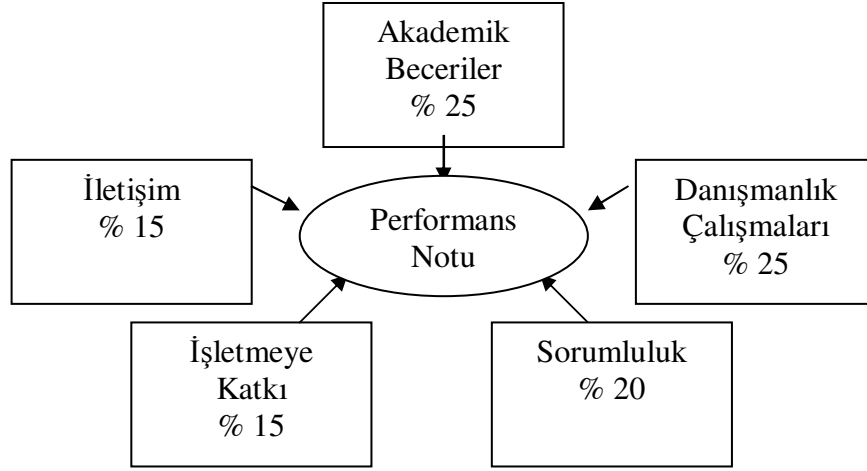 Akademik
Beceriler
% 25
İletişim
% 15
Performans
Notu
Danışmanlık
Çalışmaları
% 25
İşletmeye
Katkı
% 15
Sorumluluk
% 20